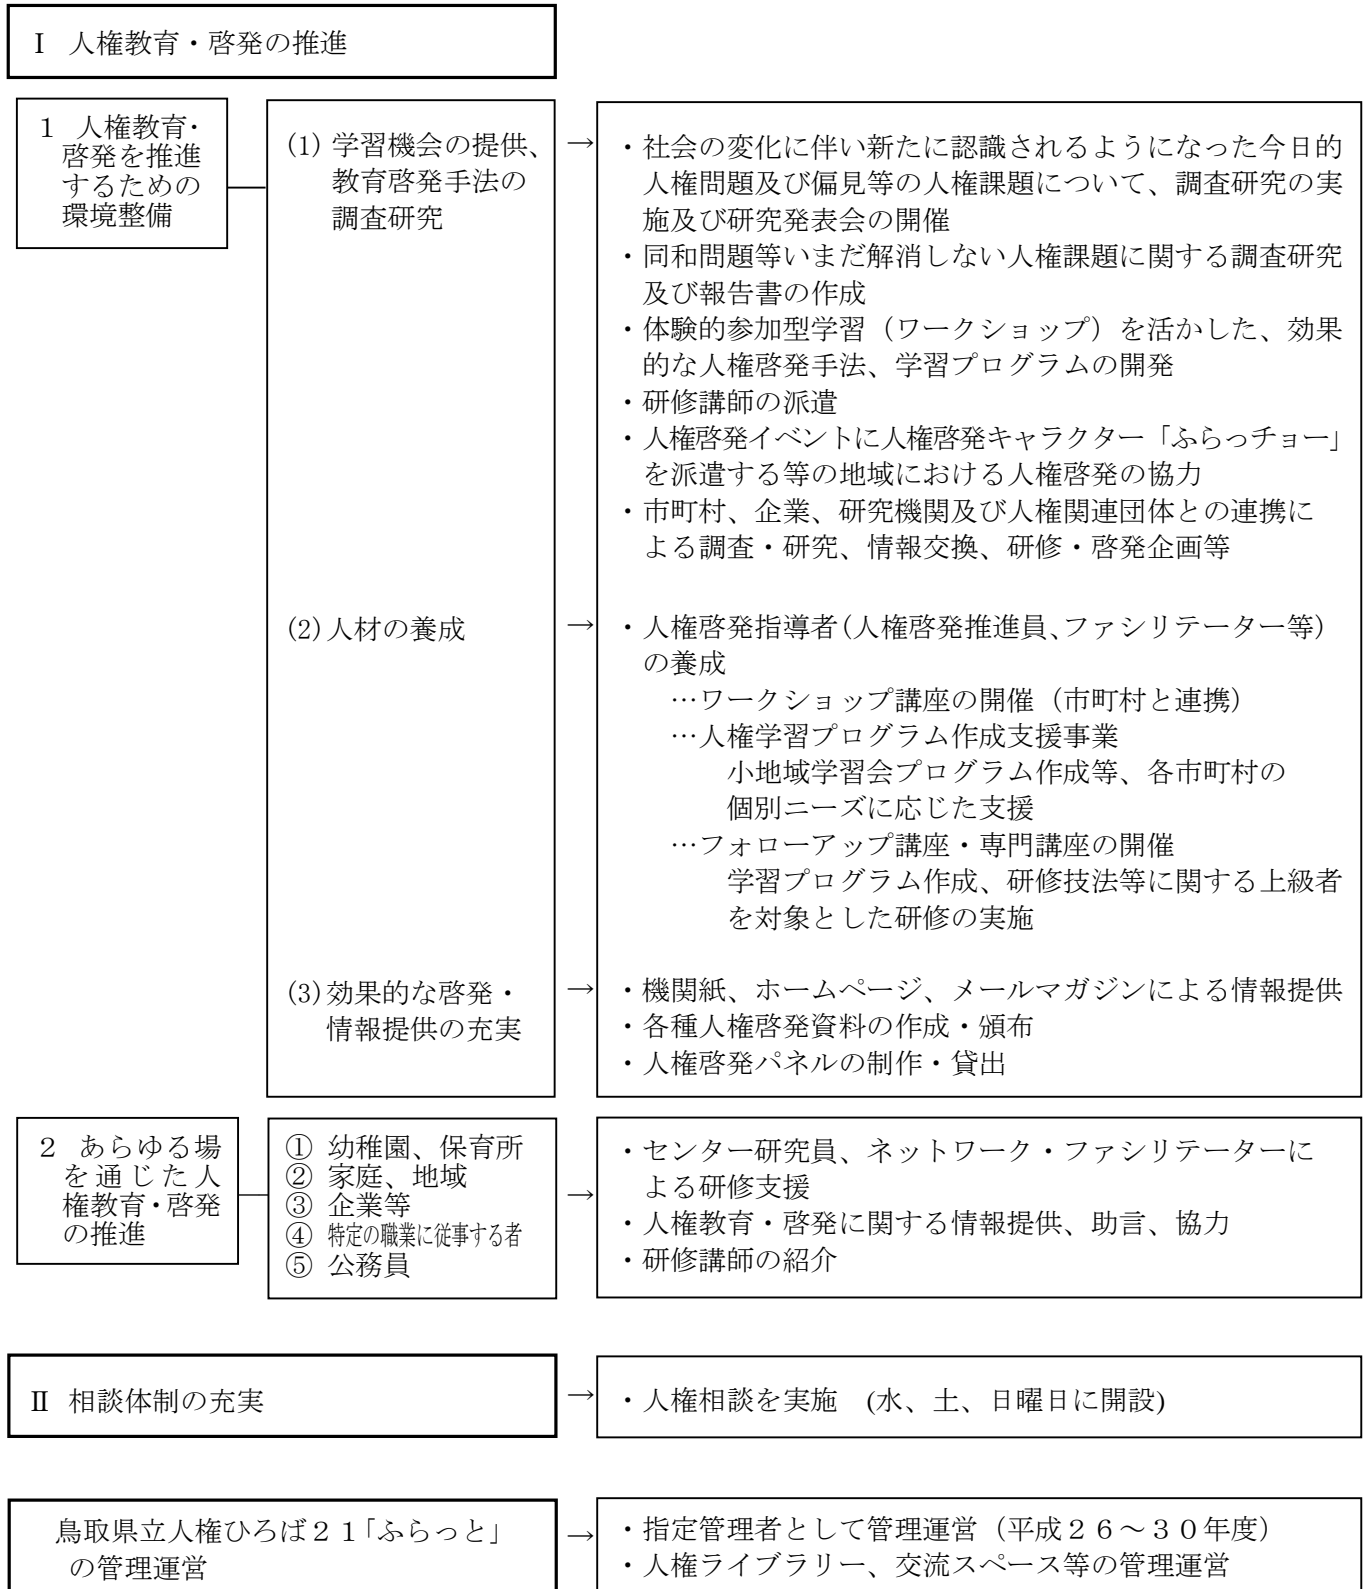 Ⅰ 人権教育・啓発の推進
1 人権教育・
啓発を推進
するための
環境整備
(1) 学習機会の提供、
教育啓発手法の
調査研究
→
・社会の変化に伴い新たに認識されるようになった今日的
人権問題及び偏見等の人権課題について、調査研究の実
施及び研究発表会の開催
・同和問題等いまだ解消しない人権課題に関する調査研究
及び報告書の作成
・体験的参加型学習（ワークショップ）を活かした、効果
的な人権啓発手法、学習プログラムの開発
・研修講師の派遣
・人権啓発イベントに人権啓発キャラクター「ふらっチョー」
を派遣する等の地域における人権啓発の協力
・市町村、企業、研究機関及び人権関連団体との連携に
よる調査・研究、情報交換、研修・啓発企画等
(2) 人材の養成
→
・人権啓発指導者(人権啓発推進員、ファシリテーター等)
の養成
…ワークショップ講座の開催（市町村と連携）
…人権学習プログラム作成支援事業
小地域学習会プログラム作成等、各市町村の
個別ニーズに応じた支援
…フォローアップ講座・専門講座の開催
学習プログラム作成、研修技法等に関する上級者
を対象とした研修の実施
(3) 効果的な啓発・
情報提供の充実
→
・機関紙、ホームページ、メールマガジンによる情報提供
・各種人権啓発資料の作成・頒布
・人権啓発パネルの制作・貸出
2 あらゆる場
を通じた人
権教育・啓発
の推進
① 幼稚園、保育所
② 家庭、地域
③ 企業等
④ 特定の職業に従事する者
⑤ 公務員
→
・センター研究員、ネットワーク・ファシリテーターに
よる研修支援
・人権教育・啓発に関する情報提供、助言、協力
・研修講師の紹介
Ⅱ 相談体制の充実
→
・人権相談を実施 (水、土、日曜日に開設)
鳥取県立人権ひろば２１「ふらっと」
の管理運営
→
・指定管理者として管理運営（平成２６～３０年度）
・人権ライブラリー、交流スペース等の管理運営